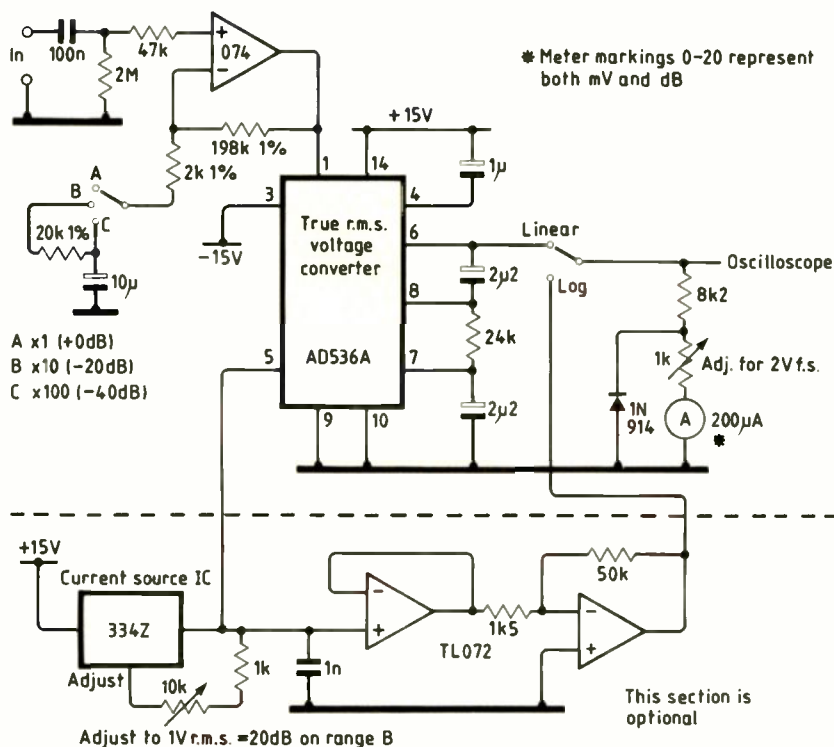 In
100n
2M
47k
+
074
-
✱ Meter markings 0-20 represent
both mV and dB
+15V
198k 1%
2k 1%
1
14
1µ
A
B
C
20k 1%
10µ
3
-15V
4
6
True r.m.s.
voltage
converter
Linear
Oscilloscope
2µ2
8
Log
8k2
24k
1k
Adj. for 2V f.s.
A x1 (+0dB)
B x10 (-20dB)
C x100 (-40dB)
5
AD536A
7
9
10
2µ2
1N
914
A
200µA
✱
+15V
Current source IC
334Z
Adjust
10k
1k
1n
-
+
TL072
1k5
50k
-
+
Adjust to 1V r.m.s. =20dB on range B
This section is
optional